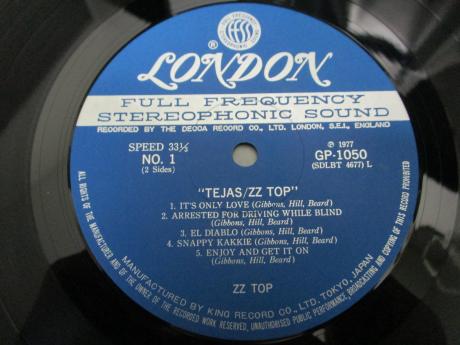 FULL FREQUENCY
STEREOPHONIC
®
LONDON
FULL FREQUENCY
STEREOPHONIC SOUND
RECORDED BY THE DECCA RECORD CO., LTD. LONDON, S.E.I., ENGLAND
SPEED 33⅓
NO. 1
(2 Sides)
℗ 1977
GP-1050
(SDLBT 4677) L
"TEJAS/ZZ TOP"
1. IT'S ONLY LOVE (Gibbons, Hill, Beard)
2. ARRESTED FOR DRIVING WHILE BLIND
(Gibbons, Hill, Beard)
3. EL DIABLO (Gibbons, Hill, Beard)
4. SNAPPY KAKKIE (Gibbons, Hill, Beard)
5. ENJOY AND GET IT ON
(Gibbons, Hill, Beard)
ZZ TOP
MANUFACTURED BY KING RECORD CO., LTD. TOKYO, JAPAN
ALL RIGHTS OF THE MANUFACTURER AND OF THE OWNER OF THE RECORDED WORK RESERVED, UNAUTHORISED PUBLIC PERFORMANCE, BROADCASTING AND COPYING OF THIS RECORD PROHIBITED